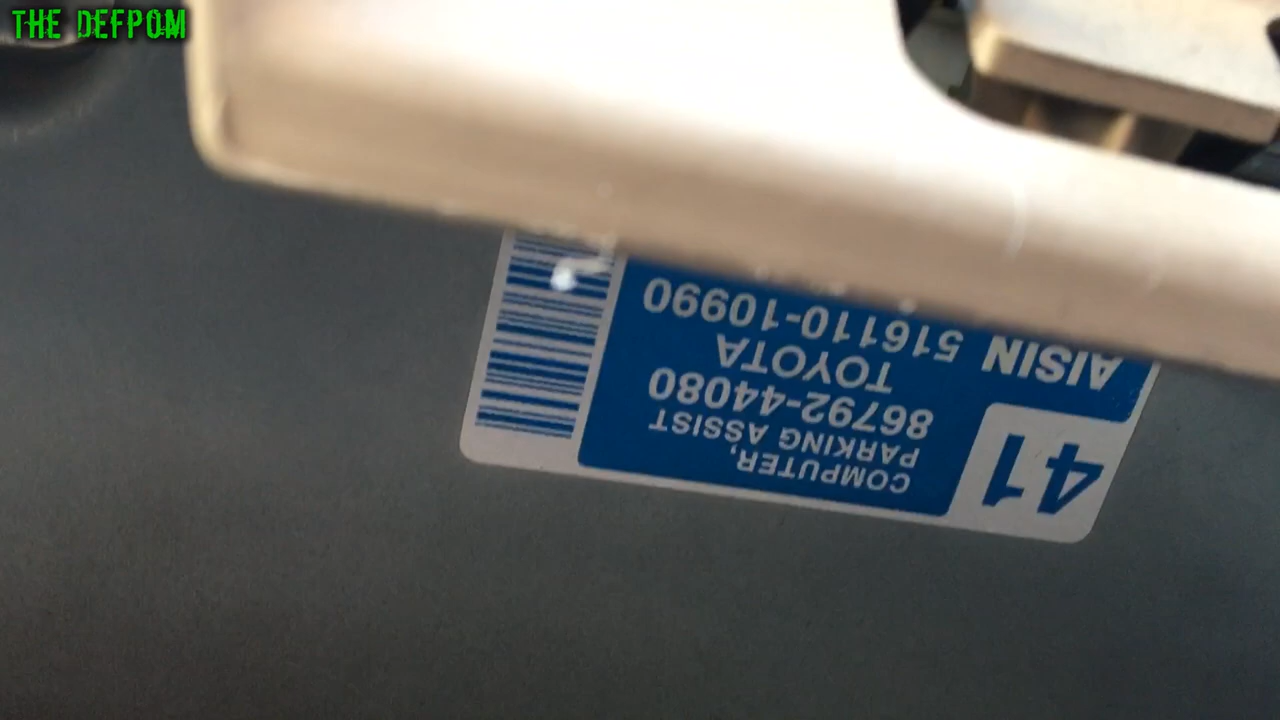 THE DEFPOM
41
COMPUTER,
PARKING ASSIST
86792-44080
TOYOTA
AISIN 516110-10990